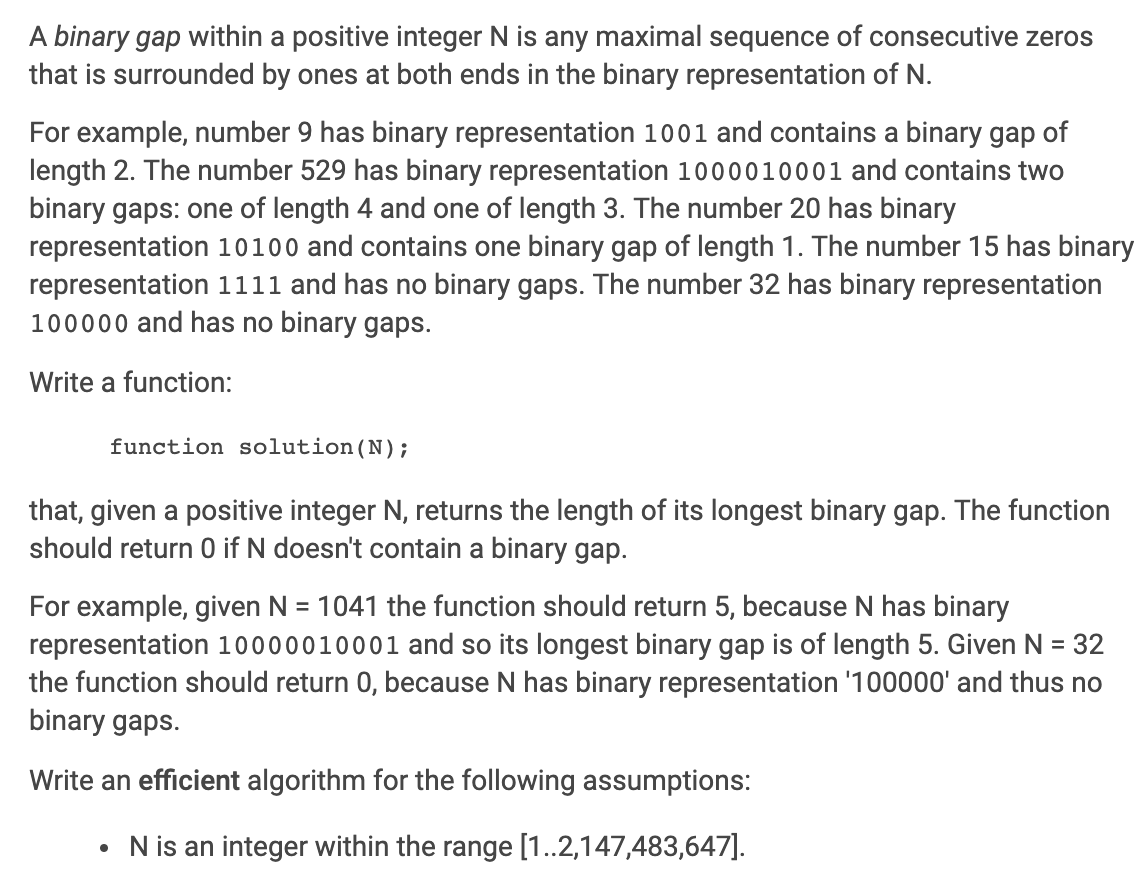 A binary gap within a positive integer N is any maximal sequence of consecutive zeros
that is surrounded by ones at both ends in the binary representation of N.
For example, number 9 has binary representation 1001 and contains a binary gap of
length 2. The number 529 has binary representation 1000010001 and contains two
binary gaps: one of length 4 and one of length 3. The number 20 has binary
representation 10100 and contains one binary gap of length 1. The number 15 has binary
representation 1111 and has no binary gaps. The number 32 has binary representation
100000 and has no binary gaps.
Write a function:
function solution(N);
that, given a positive integer N, returns the length of its longest binary gap. The function
should return 0 if N doesn't contain a binary gap.
For example, given N = 1041 the function should return 5, because N has binary
representation 10000010001 and so its longest binary gap is of length 5. Given N = 32
the function should return 0, because N has binary representation '100000' and thus no
binary gaps.
Write an efficient algorithm for the following assumptions:
• N is an integer within the range [1..2,147,483,647].